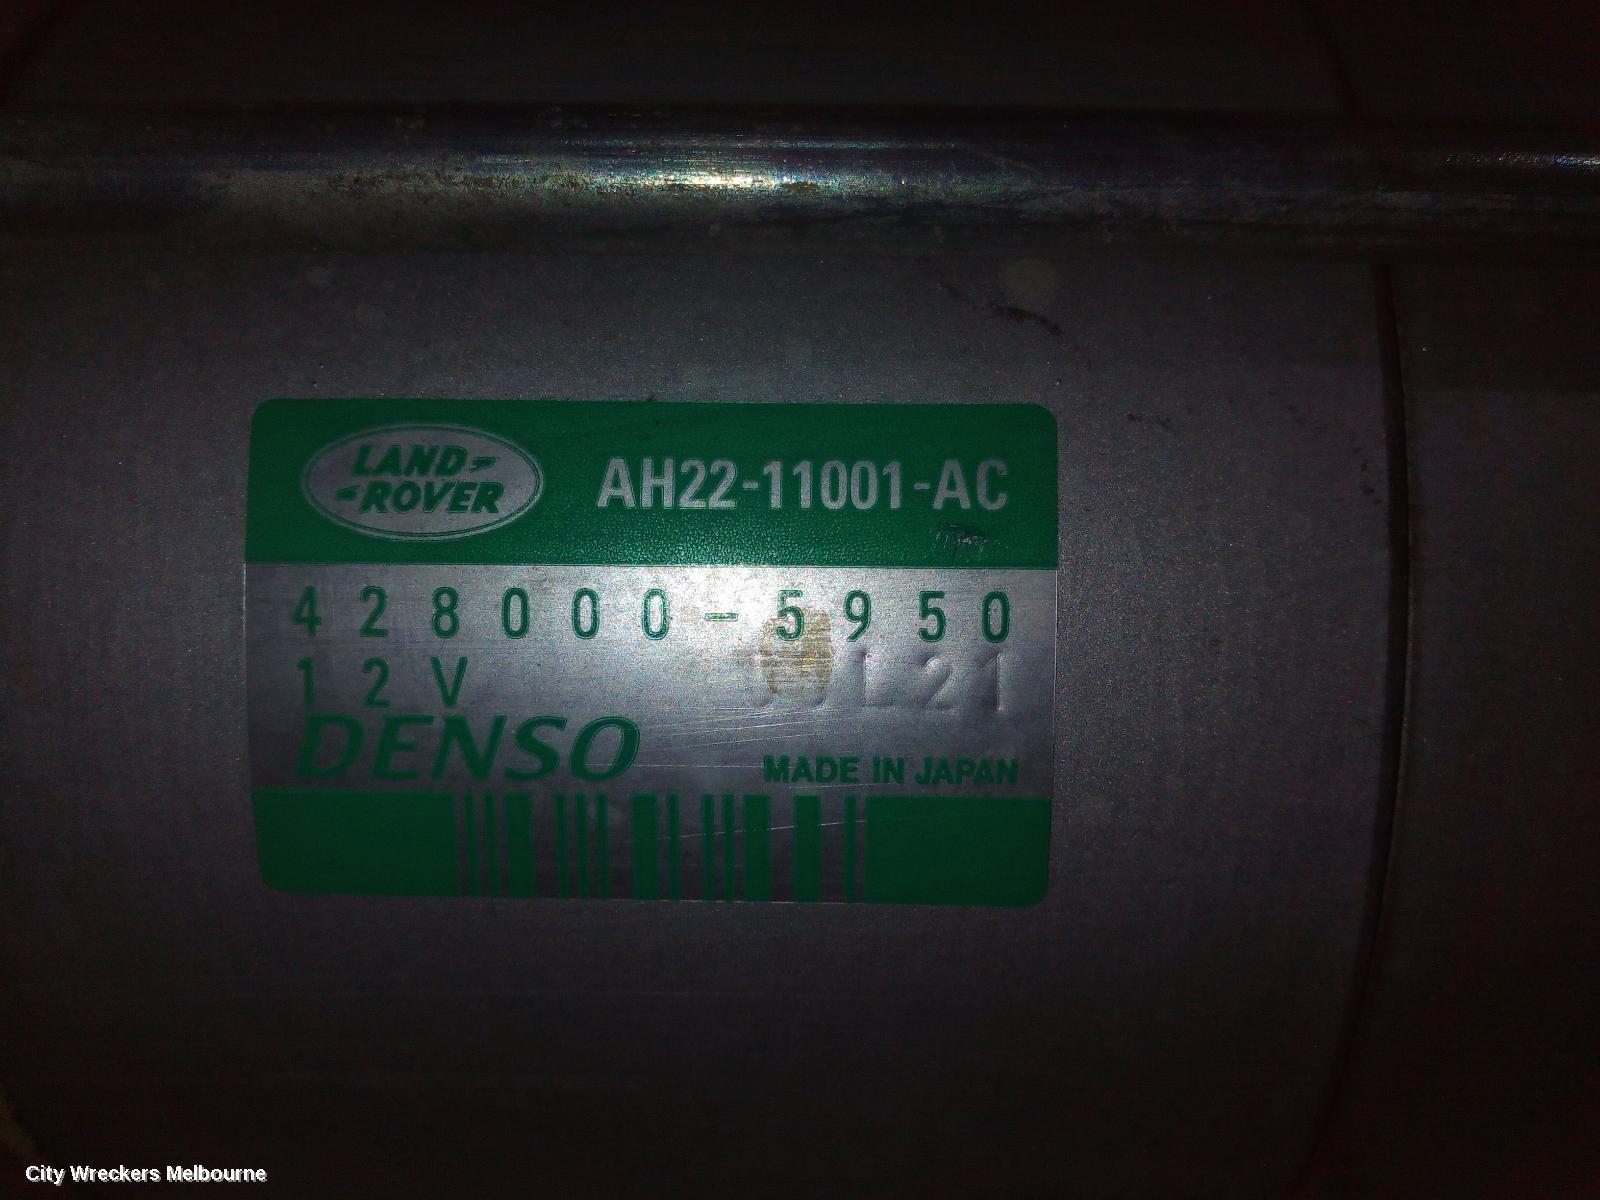 LAND-
-ROVER
AH22-11001-AC
428000-5950
12V
DENSO
MADE IN JAPAN
City Wreckers Melbourne